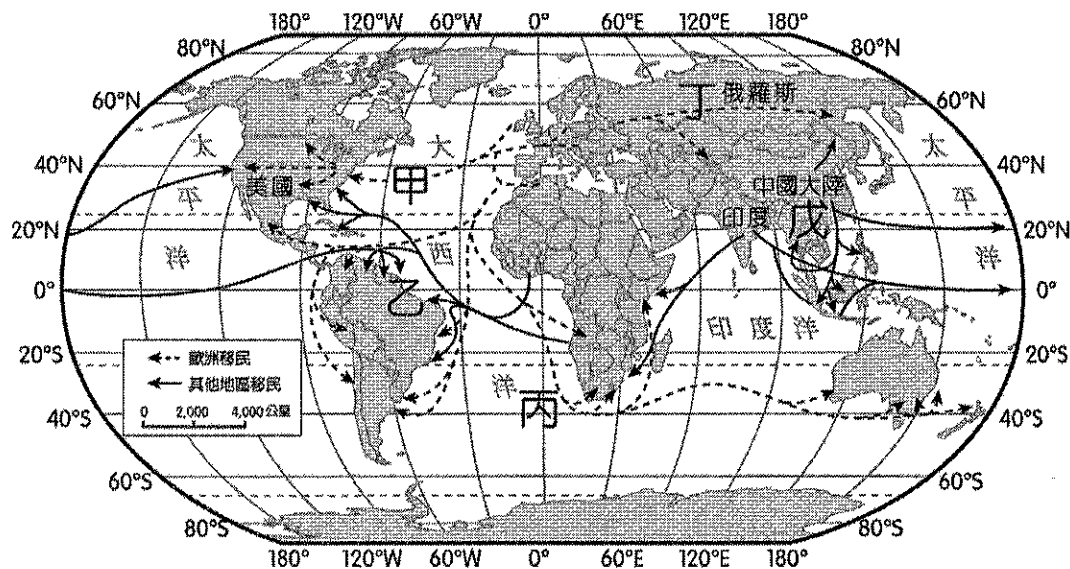 180° 120°W 60°W 0° 60°E 120°E 180°
80°N 80°N
60°N 60°N
丁 俄羅斯
太 大 太
40°N 40°N
甲
美國 中國大陸
平 平
印度 戊
20°N 20°N
洋 西 洋
0° 0°
乙
印度洋
20°S 20°S
歐洲移民
其他地區移民
洋
丙
0 2,000 4,000公里
40°S 40°S
60°S 60°S
80°S 80°S
180° 120°W 60°W 0° 60°E 120°E 180°